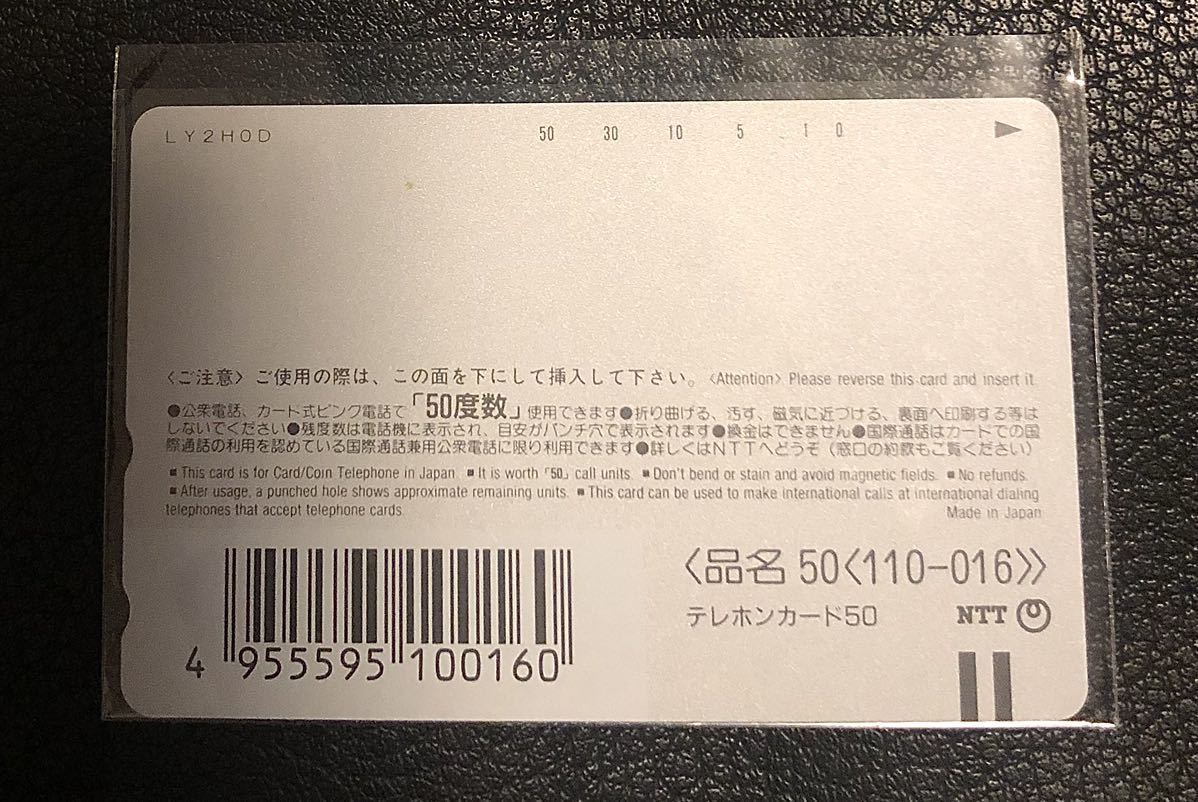 LY2HOD 50 30 10 5 1 0
〈ご注意〉ご使用の際は、この面を下にして挿入して下さい。〈Attention〉Please reverse this card and insert it.
●公衆電話、カード式ピンク電話で「50度数」使用できます●折り曲げる、汚す、磁気に近づける、裏面へ印刷する等は
しないでください●残度数は電話機に表示され、目安がパンチ穴で表示されます●換金はできません●国際通話はカードでの国
際通話の利用を認めている国際通話兼用公衆電話に限り利用できます●詳しくはNTTへどうぞ(窓口の約款もご覧ください)
■This card is for Card/Coin Telephone in Japan. ■It is worth「50」call units. ■Don't bend or stain and avoid magnetic fields. ■No refunds.
■After usage, a punched hole shows approximate remaining units. ■This card can be used to make international calls at international dialing
telephones that accept telephone cards. Made in Japan
〈品名 50〈110-016〉〉
テレホンカード50 NTT
4 955595 100160